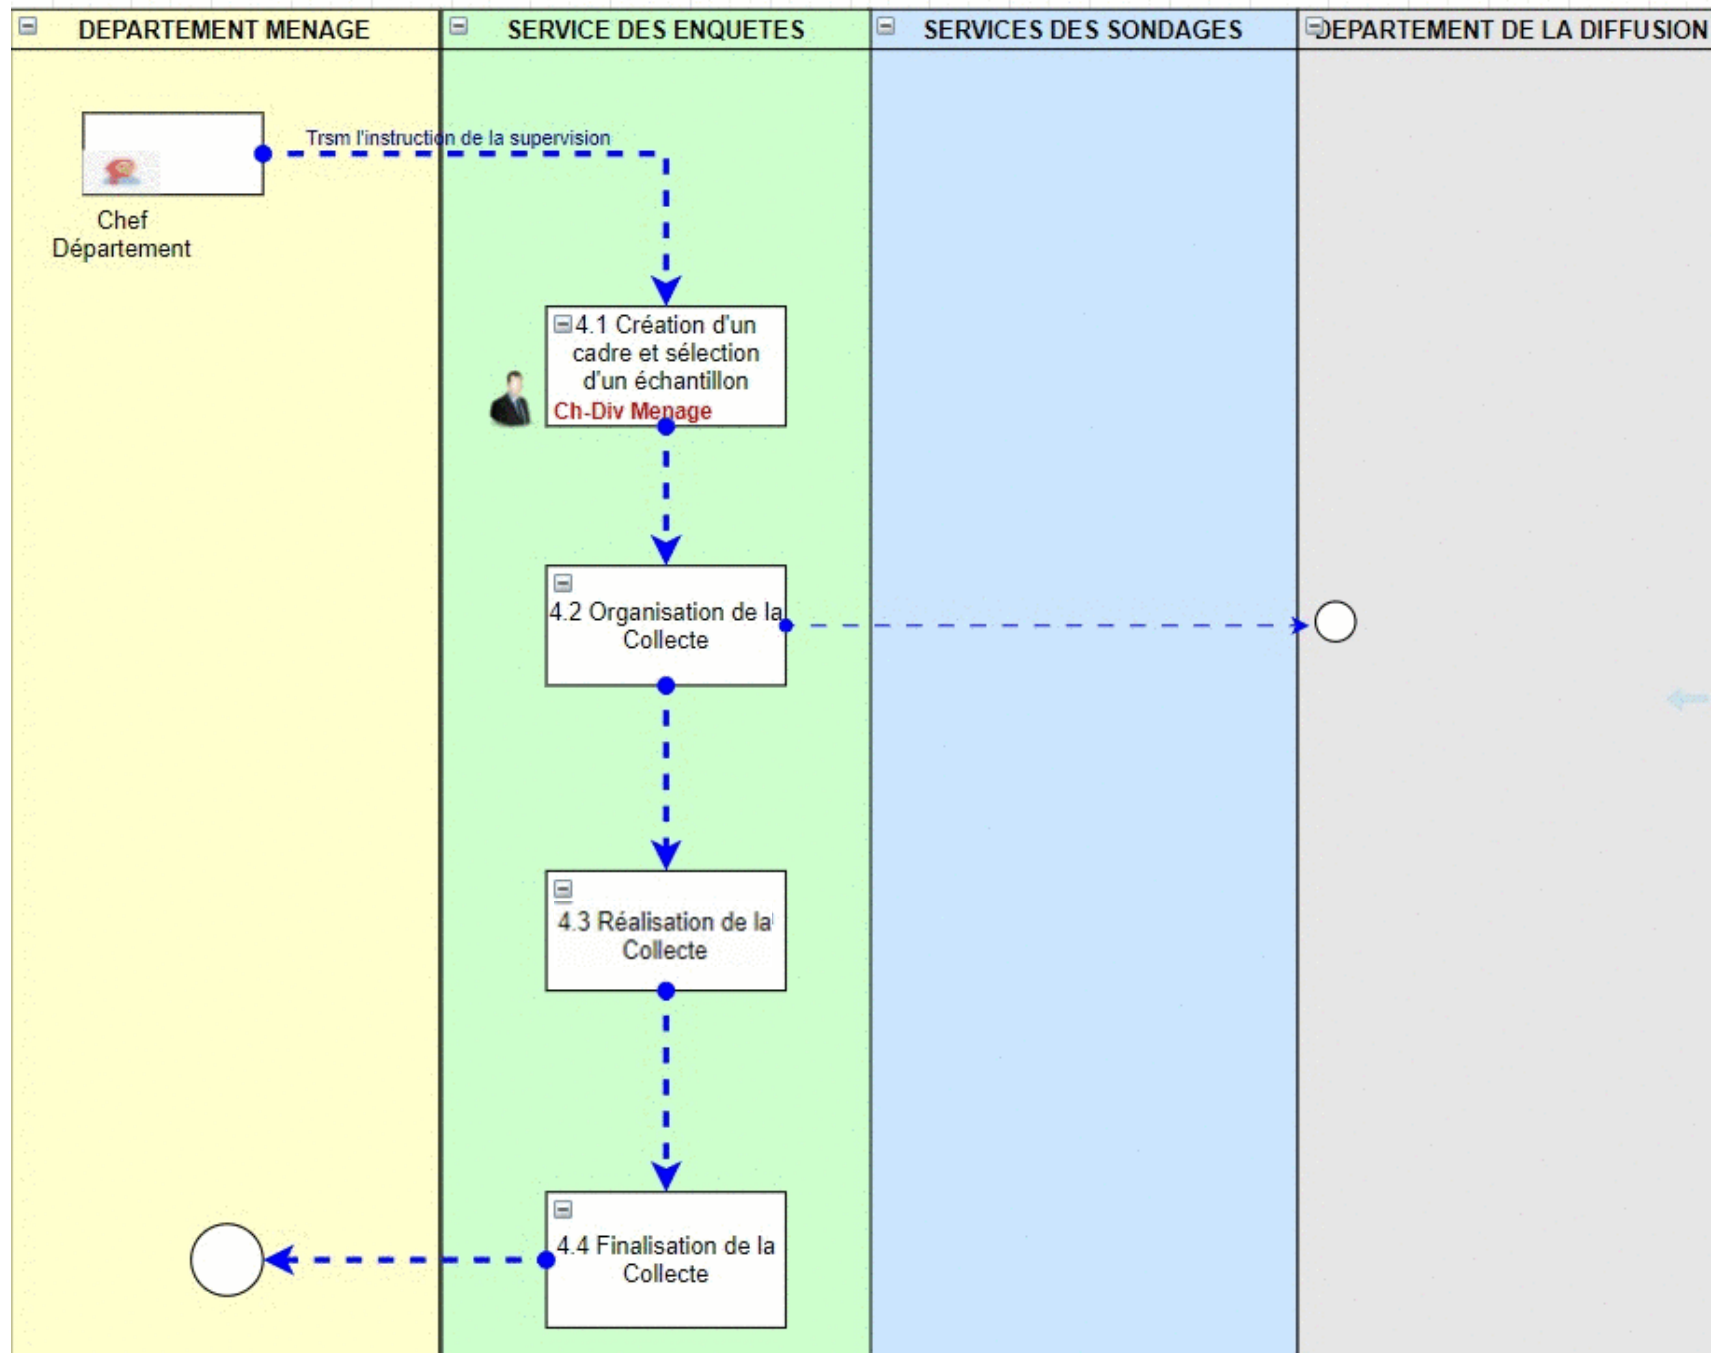 DEPARTEMENT MENAGE
SERVICE DES ENQUETES
SERVICES DES SONDAGES
DEPARTEMENT DE LA DIFFUSION
Trsm l'instruction de la supervision
Chef
Département
4.1 Création d'un
cadre et sélection
d'un échantillon
Ch-Div Menage
4.2 Organisation de la
Collecte
4.3 Réalisation de la
Collecte
4.4 Finalisation de la
Collecte